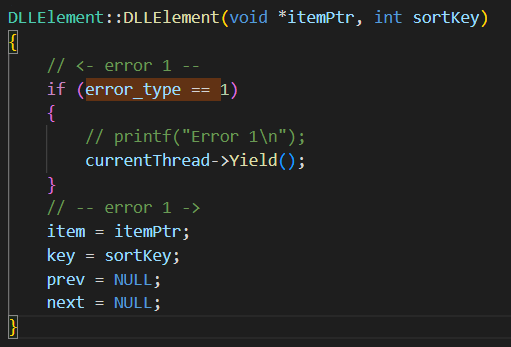 DLLElement::DLLElement(void *itemPtr, int sortKey)
{
    // <- error 1 --
    if (error_type == 1)
    {
        // printf("Error 1\n");
        currentThread->Yield();
    }
    // -- error 1 ->
    item = itemPtr;
    key = sortKey;
    prev = NULL;
    next = NULL;
}